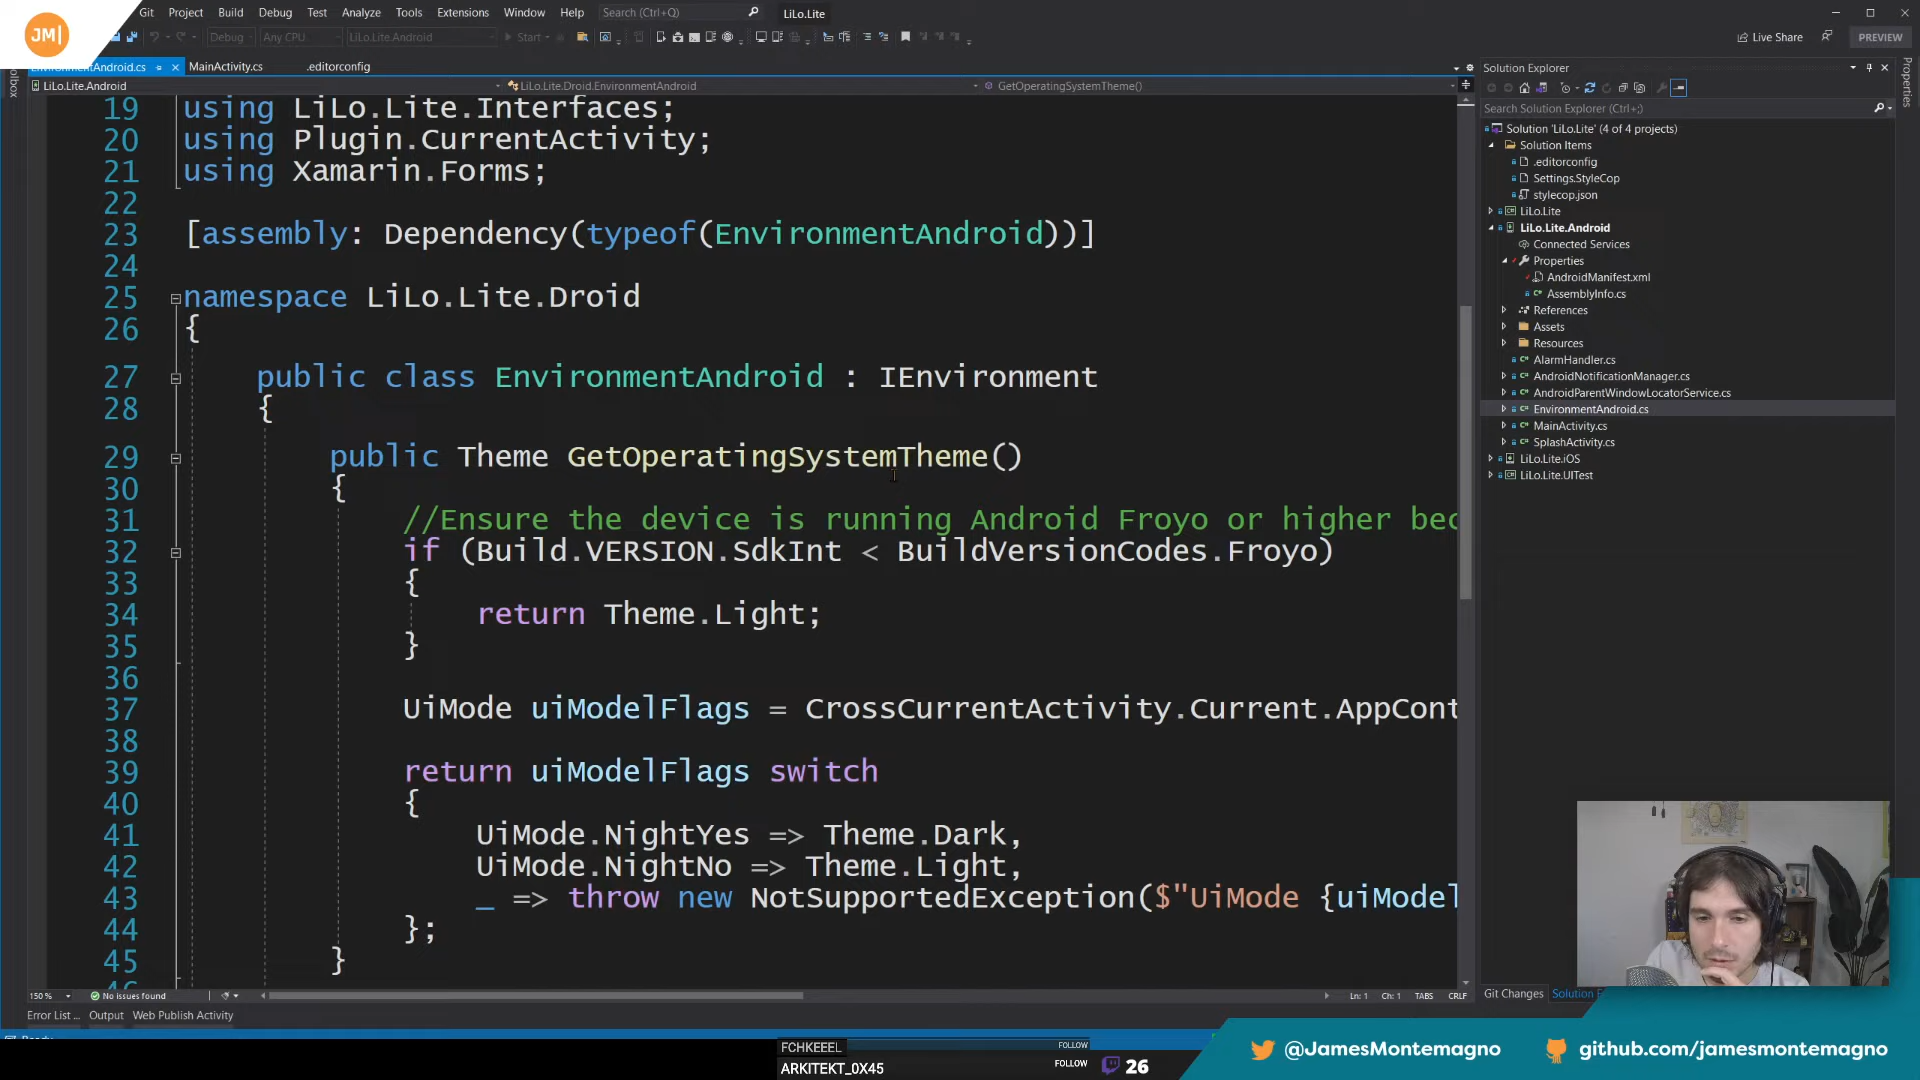 JM|
Git Project Build Debug Test Analyze Tools Extensions Window Help Search (Ctrl+Q) LiLo.Lite
Debug Any CPU LiLo.Lite.Android Start Live Share PREVIEW
EnvironmentAndroid.cs MainActivity.cs .editorconfig
LiLo.Lite.Android LiLo.Lite.Droid.EnvironmentAndroid GetOperatingSystemTheme()
19 using LiLo.Lite.Interfaces;
20 using Plugin.CurrentActivity;
21 using Xamarin.Forms;
22
23 [assembly: Dependency(typeof(EnvironmentAndroid))]
24
25 namespace LiLo.Lite.Droid
26 {
27 public class EnvironmentAndroid : IEnvironment
28 {
29 public Theme GetOperatingSystemTheme()
30 {
31 //Ensure the device is running Android Froyo or higher bec
32 if (Build.VERSION.SdkInt < BuildVersionCodes.Froyo)
33 {
34 return Theme.Light;
35 }
36
37 UiMode uiModelFlags = CrossCurrentActivity.Current.AppCont
38
39 return uiModelFlags switch
40 {
41 UiMode.NightYes => Theme.Dark,
42 UiMode.NightNo => Theme.Light,
43 _ => throw new NotSupportedException($"UiMode {uiModel
44 };
45 }
150 % No issues found Ln: 1 Ch: 1 TABS CRLF
Error List ... Output Web Publish Activity
Solution Explorer
Search Solution Explorer (Ctrl+;)
Solution 'LiLo.Lite' (4 of 4 projects)
Solution Items
.editorconfig
Settings.StyleCop
stylecop.json
LiLo.Lite
LiLo.Lite.Android
Connected Services
Properties
AndroidManifest.xml
AssemblyInfo.cs
References
Assets
Resources
AlarmHandler.cs
AndroidNotificationManager.cs
AndroidParentWindowLocatorService.cs
EnvironmentAndroid.cs
MainActivity.cs
SplashActivity.cs
LiLo.Lite.iOS
LiLo.Lite.UITest
Properties
Git Changes Solution E
FCHKEEEL FOLLOW
ARKITEKT_0X45 FOLLOW 26
@JamesMontemagno github.com/jamesmontemagno